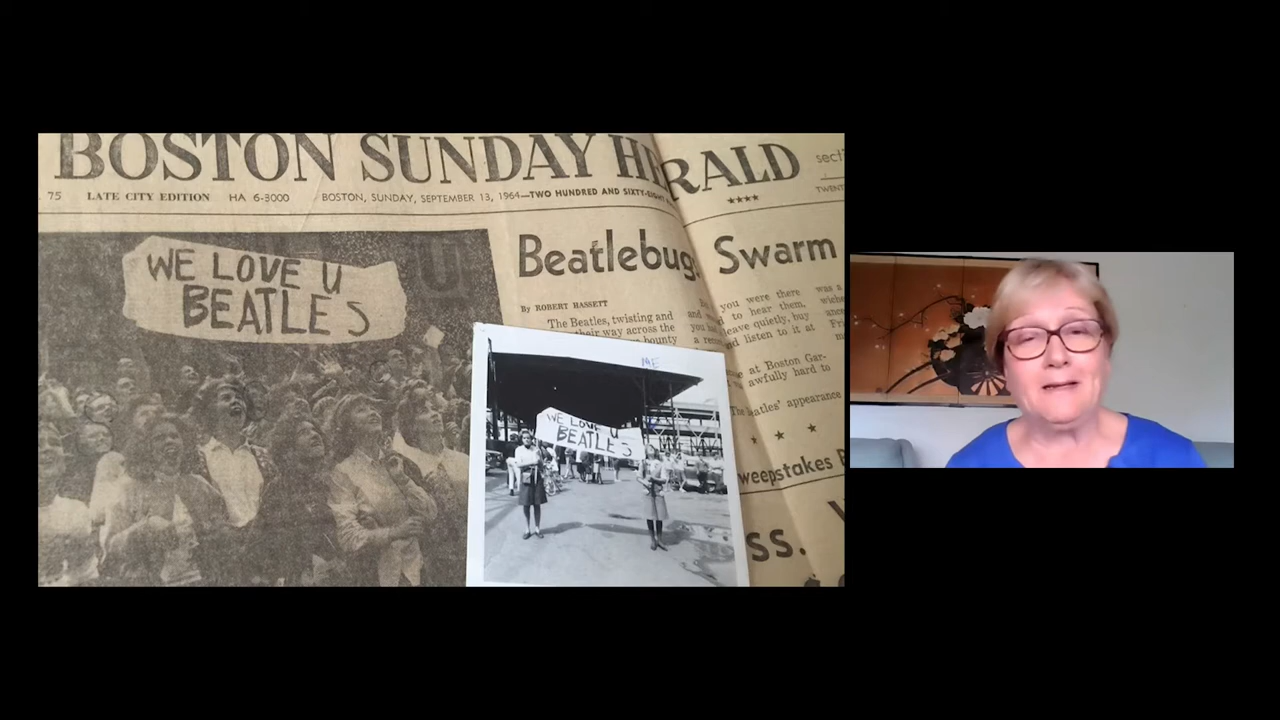 BOSTON SUNDAY HERALD
75 LATE CITY EDITION HA 6-3000 BOSTON, SUNDAY, SEPTEMBER 13, 1964—TWO HUNDRED AND SIXTY-EIGHT
★★★★
WE LOVE U
BEATLES
Beatlebugs Swarm
By ROBERT HASSETT
The Beatles, twisting and
their way across the
bounty
you were there was a
to hear them,
leave quietly, buy
and listen to it at
at Boston Gar-
awfully hard to
The Beatles' appearance
★ ★ ★
ME
WE LOVE U
BEATLES
weepstakes
ss.